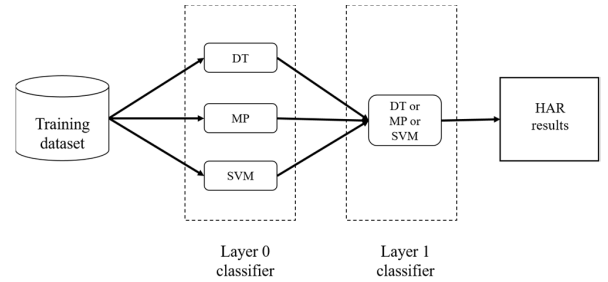 Training
dataset
DT
MP
SVM
DT or
MP or
SVM
HAR
results
Layer 0
classifier
Layer 1
classifier